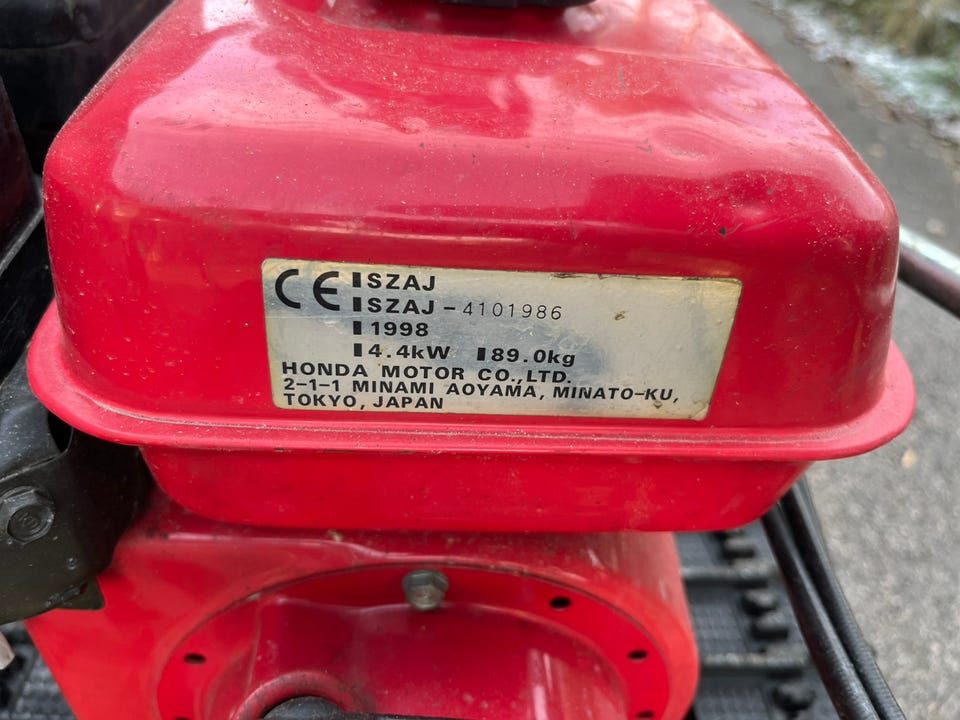 CE ▮SZAJ
▮SZAJ-4101986
▮1998
▮4.4kW ▮89.0kg
HONDA MOTOR CO.,LTD.
2-1-1 MINAMI AOYAMA, MINATO-KU,
TOKYO, JAPAN